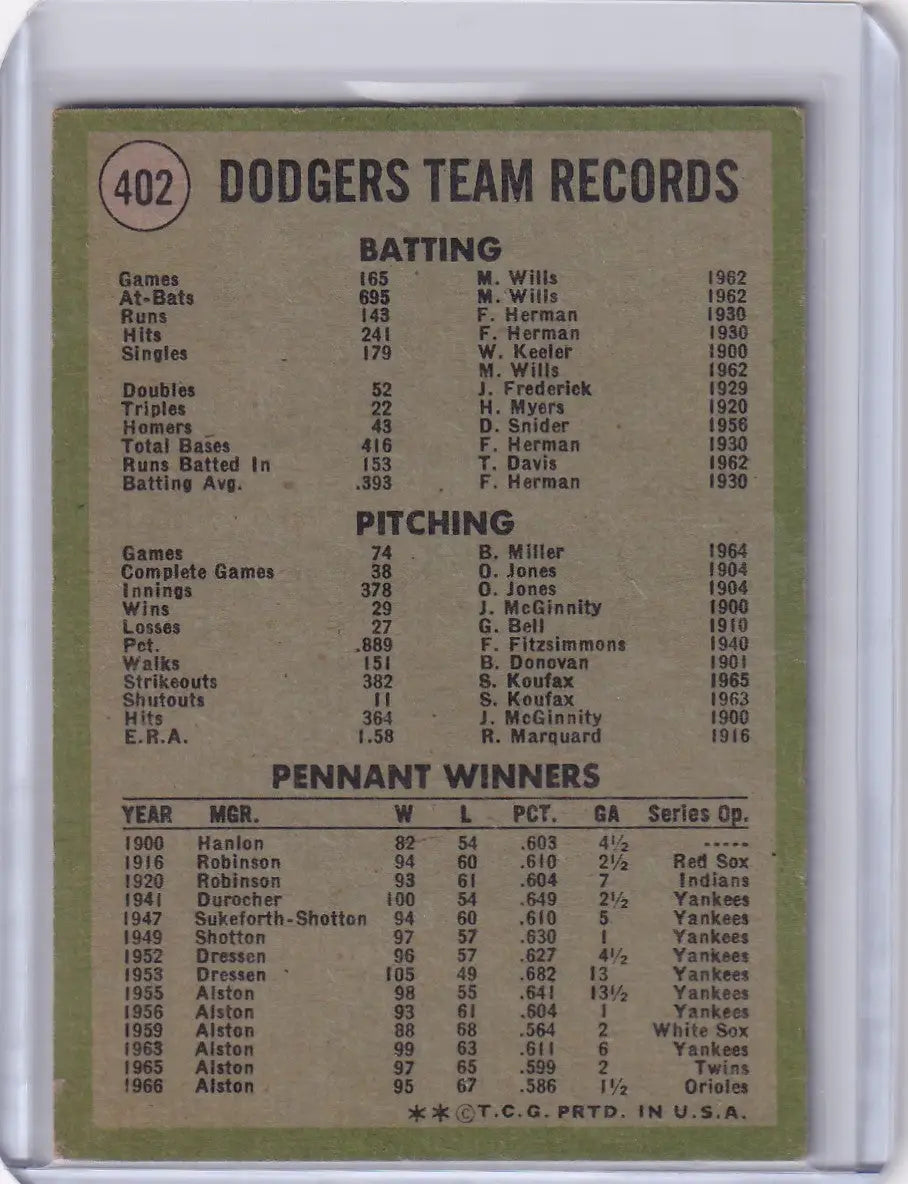 402 DODGERS TEAM RECORDS
BATTING
Games 165 M. Wills 1962
At-Bats 695 M. Wills 1962
Runs 143 F. Herman 1930
Hits 241 F. Herman 1930
Singles 179 W. Keeler 1900
M. Wills 1962
Doubles 52 J. Frederick 1929
Triples 22 H. Myers 1920
Homers 43 D. Snider 1956
Total Bases 416 F. Herman 1930
Runs Batted In 153 T. Davis 1962
Batting Avg. .393 F. Herman 1930
PITCHING
Games 74 B. Miller 1964
Complete Games 38 O. Jones 1904
Innings 378 O. Jones 1904
Wins 29 J. McGinnity 1900
Losses 27 G. Bell 1910
Pct. .889 F. Fitzsimmons 1940
Walks 151 B. Donovan 1901
Strikeouts 382 S. Koufax 1965
Shutouts 11 S. Koufax 1963
Hits 364 J. McGinnity 1900
E.R.A. 1.58 R. Marquard 1916
PENNANT WINNERS
YEAR MGR. W L PCT. GA Series Op.
1900 Hanlon 82 54 .603 4½ -----
1916 Robinson 94 60 .610 2½ Red Sox
1920 Robinson 93 61 .604 7 Indians
1941 Durocher 100 54 .649 2½ Yankees
1947 Sukeforth-Shotton 94 60 .610 5 Yankees
1949 Shotton 97 57 .630 1 Yankees
1952 Dressen 96 57 .627 4½ Yankees
1953 Dressen 105 49 .682 13 Yankees
1955 Alston 98 55 .641 13½ Yankees
1956 Alston 93 61 .604 1 Yankees
1959 Alston 88 68 .564 2 White Sox
1963 Alston 99 63 .611 6 Yankees
1965 Alston 97 65 .599 2 Twins
1966 Alston 95 67 .586 1½ Orioles
**©T.C.G. PRTD. IN U.S.A.